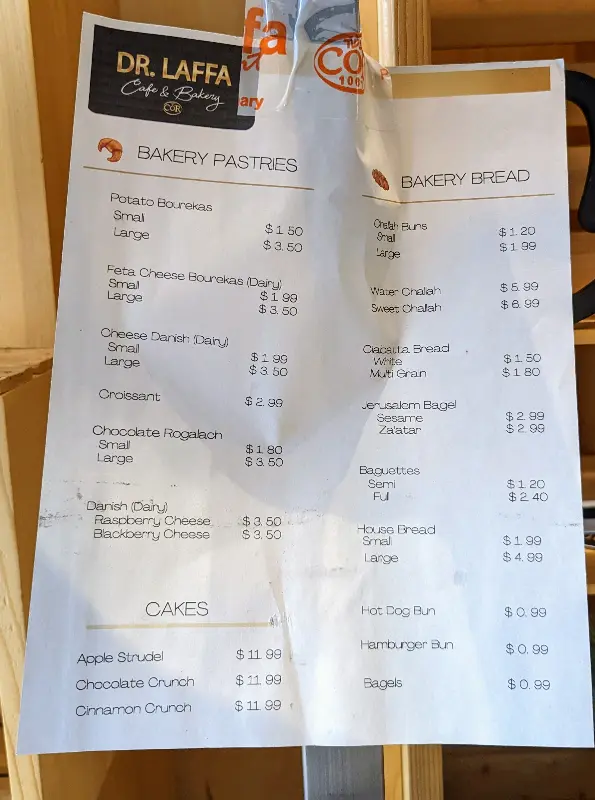 DR. LAFFA
Cafe & Bakery
COR
fa
ary
COR
100
P
BAKERY PASTRIES
Potato Bourekas
Small $1.50
Large $3.50
Feta Cheese Bourekas (Dairy)
Small $1.99
Large $3.50
Cheese Danish (Dairy)
Small $1.99
Large $3.50
Croissant $2.99
Chocolate Rogalach
Small $1.80
Large $3.50
Danish (Dairy)
Raspberry Cheese $3.50
Blackberry Cheese $3.50
CAKES
Apple Strudel $11.99
Chocolate Crunch $11.99
Cinnamon Crunch $11.99
BAKERY BREAD
Challah Buns
Small $1.20
Large $1.99
Water Challah $5.99
Sweet Challah $6.99
Ciabatta Bread
White $1.50
Multi Grain $1.80
Jerusalem Bagel
Sesame $2.99
Za'atar $2.99
Baguettes
Semi $1.20
Full $2.40
House Bread
Small $1.99
Large $4.99
Hot Dog Bun $0.99
Hamburger Bun $0.99
Bagels $0.99